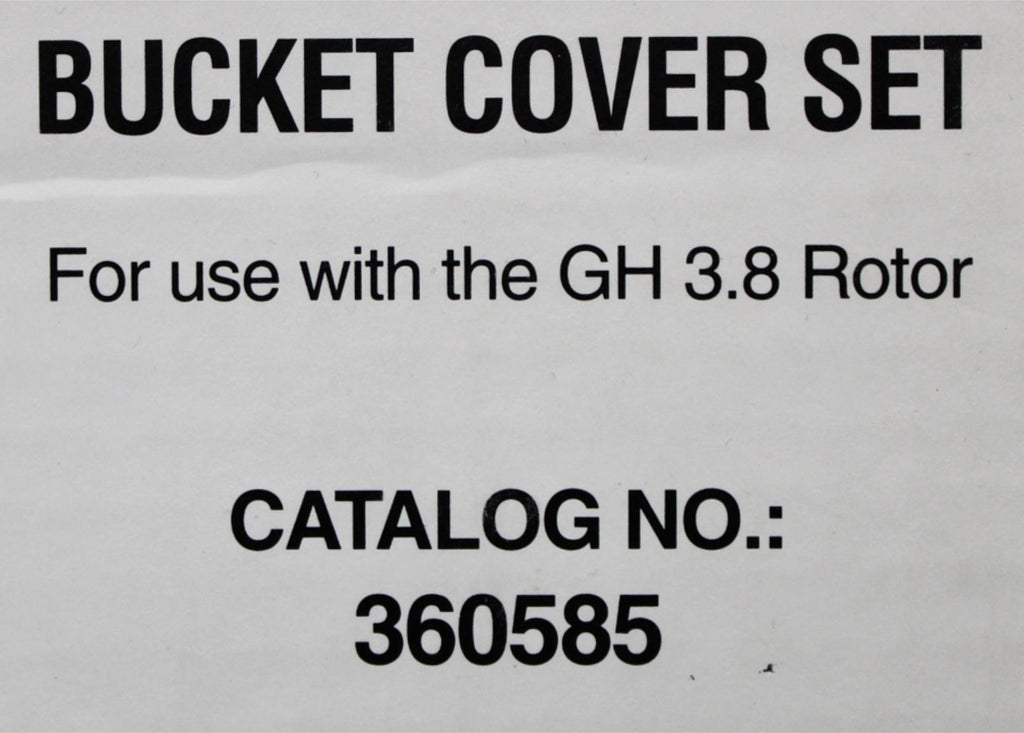 BUCKET COVER SET
For use with the GH 3.8 Rotor
CATALOG NO.:
360585